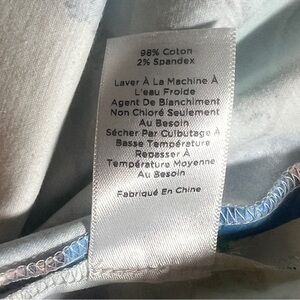 98% Coton
2% Spandex
Laver À La Machine À
L'eau Froide
Agent De Blanchiment
Non Chloré Seulement
Au Besoin
Sécher Par Culbutage À
Basse Température
Repasser À
Température Moyenne
Au Besoin
Fabriqué En Chine